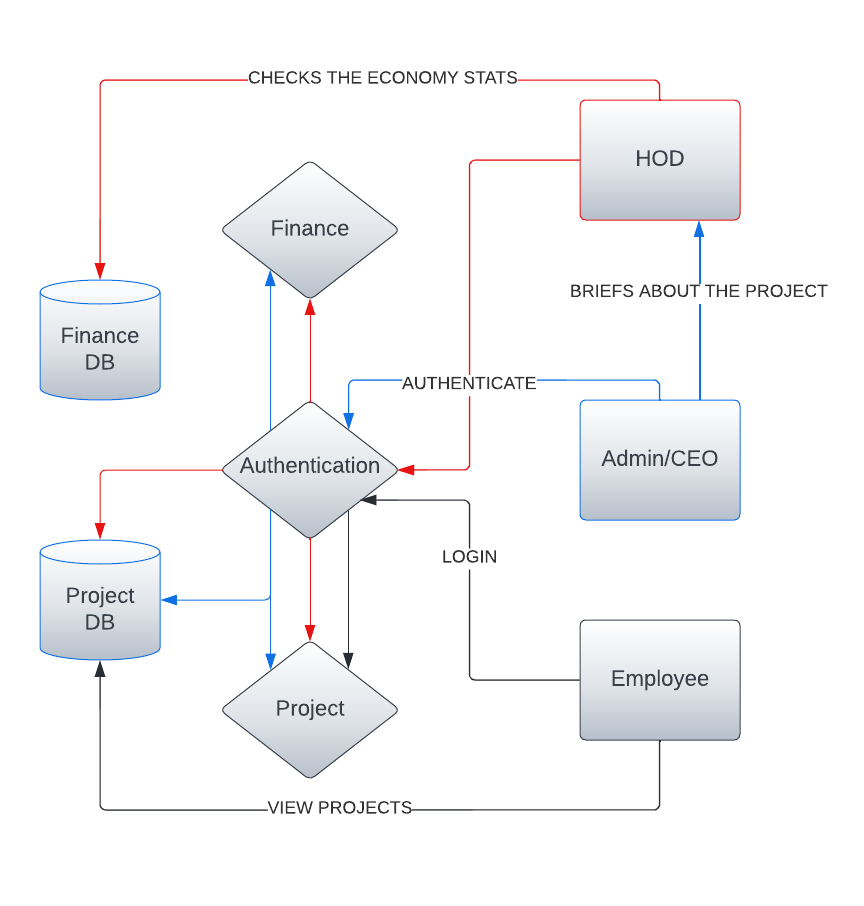 CHECKS THE ECONOMY STATS
HOD
Finance
BRIEFS ABOUT THE PROJECT
Finance
DB
AUTHENTICATE
Authentication
Admin/CEO
LOGIN
Project
DB
Employee
Project
VIEW PROJECTS